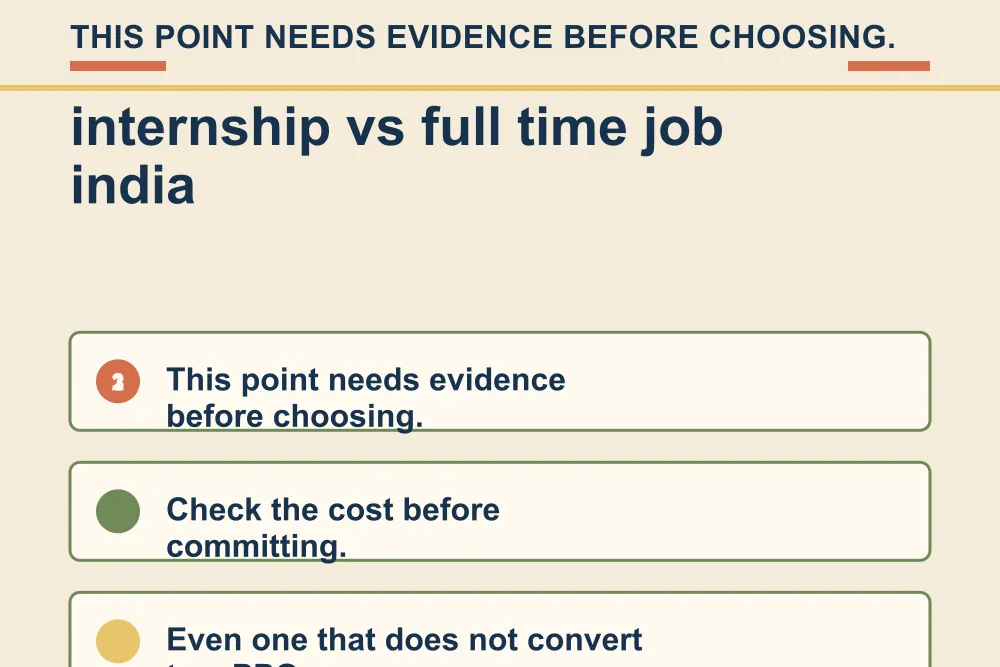 THIS POINT NEEDS EVIDENCE BEFORE CHOOSING.
internship vs full time job
india
This point needs evidence
before choosing.
Check the cost before
committing.
Even one that does not convert